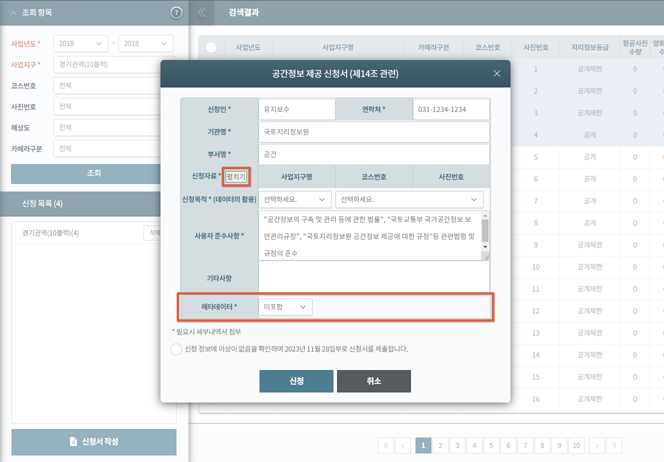 조회 항목
?
사업년도 *
2018
~
2018
사업지구 *
경기권역(10블럭)
코스번호
전체
사진번호
전체
해상도
전체
카메라구분
전체
조회
신청 목록 (4)
경기권역(10블럭)(4)
신청서 작성
검색결과
사업년도
사업지구명
카메라구분
코스번호
사진번호
지리정보등급
항공사진
1
공개제한
0
0
2
공개제한
0
0
3
공개제한
0
0
4
공개
0
0
5
공개
0
0
6
공개
0
0
7
공개
0
0
8
공개
0
0
9
공개제한
0
0
10
공개제한
0
0
11
공개제한
0
0
12
공개제한
0
0
13
공개제한
0
0
14
공개제한
0
0
15
공개제한
0
0
16
공개제한
0
0
1 2 3 4 5 6 7 8 9 10
공간정보 제공 신청서 (제14조 관련)
신청인 *
유지보수
연락처 *
031-1234-1234
기관명 *
국토지리정보원
부서명 *
공간
신청자료 *
펼치기
사업지구명
코스번호
사진번호
신청목적 * (데이터의 활용)
선택하세요.
선택하세요.
사용자 준수사항 *
"공간정보의 구축 및 관리 등에 관한 법률", "국토교통부 국가공간정보 보
안관리규정", "국토지리정보원 공간정보 제공에 대한 규정"등 관련법령 및
규정의 준수
기타사항
메타데이터 *
미포함
* 필요시 세부내역서 첨부
신청 정보에 이상이 없음을 확인하며 2023년 11월 28일부로 신청서를 제출합니다.
신청
취소